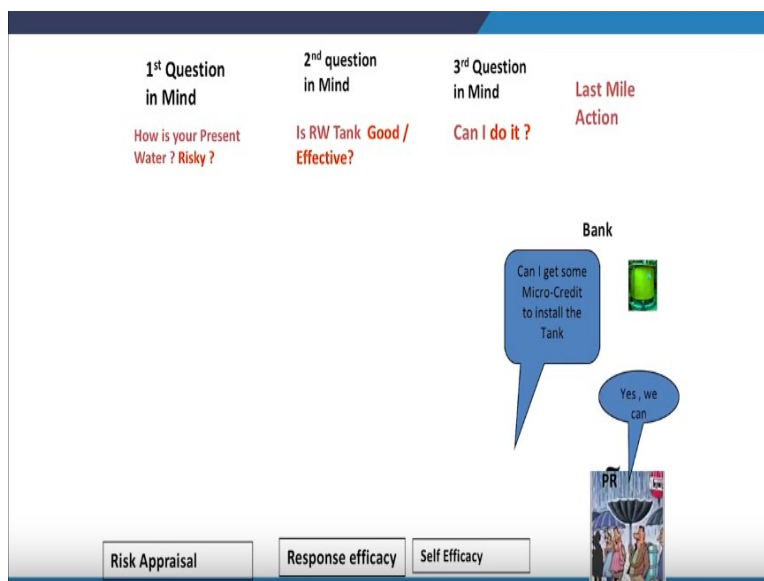 1st Question
in Mind
How is your Present
Water ? Risky ?
2nd question
in Mind
Is RW Tank Good /
Effective?
3rd Question
in Mind
Can I do it ?
Last Mile
Action
Bank
Can I get some
Micro-Credit
to install the
Tank
Yes , we
can
PR
Risk Appraisal
Response efficacy
Self Efficacy